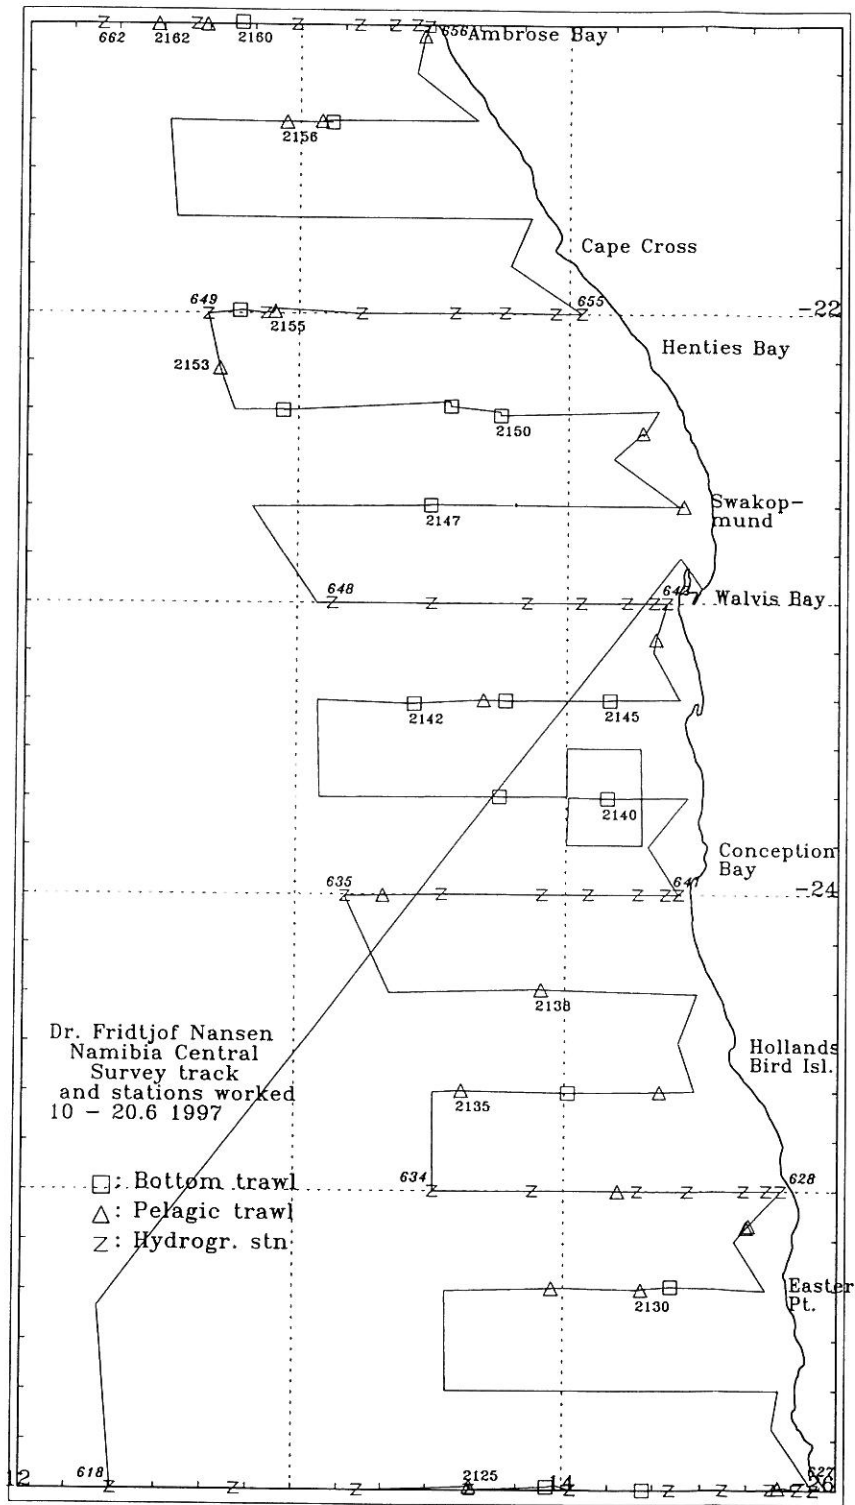 656 Ambrose Bay
662 2162 2160
2156
Cape Cross
649 655
-22
2155
Henties Bay
2153
2150
Swakop-
mund
2147
648 643
Walvis Bay
2142 2145
2140
Conception
Bay
635 641
-24
2138
Dr. Fridtjof Nansen
Namibia Central
Survey track
and stations worked
10 - 20.6 1997
Hollands
Bird Isl.
2135
634 628
□: Bottom trawl
△: Pelagic trawl
Z: Hydrogr. stn
Easter
Pt.
2130
12 618 2125 14 627
-26